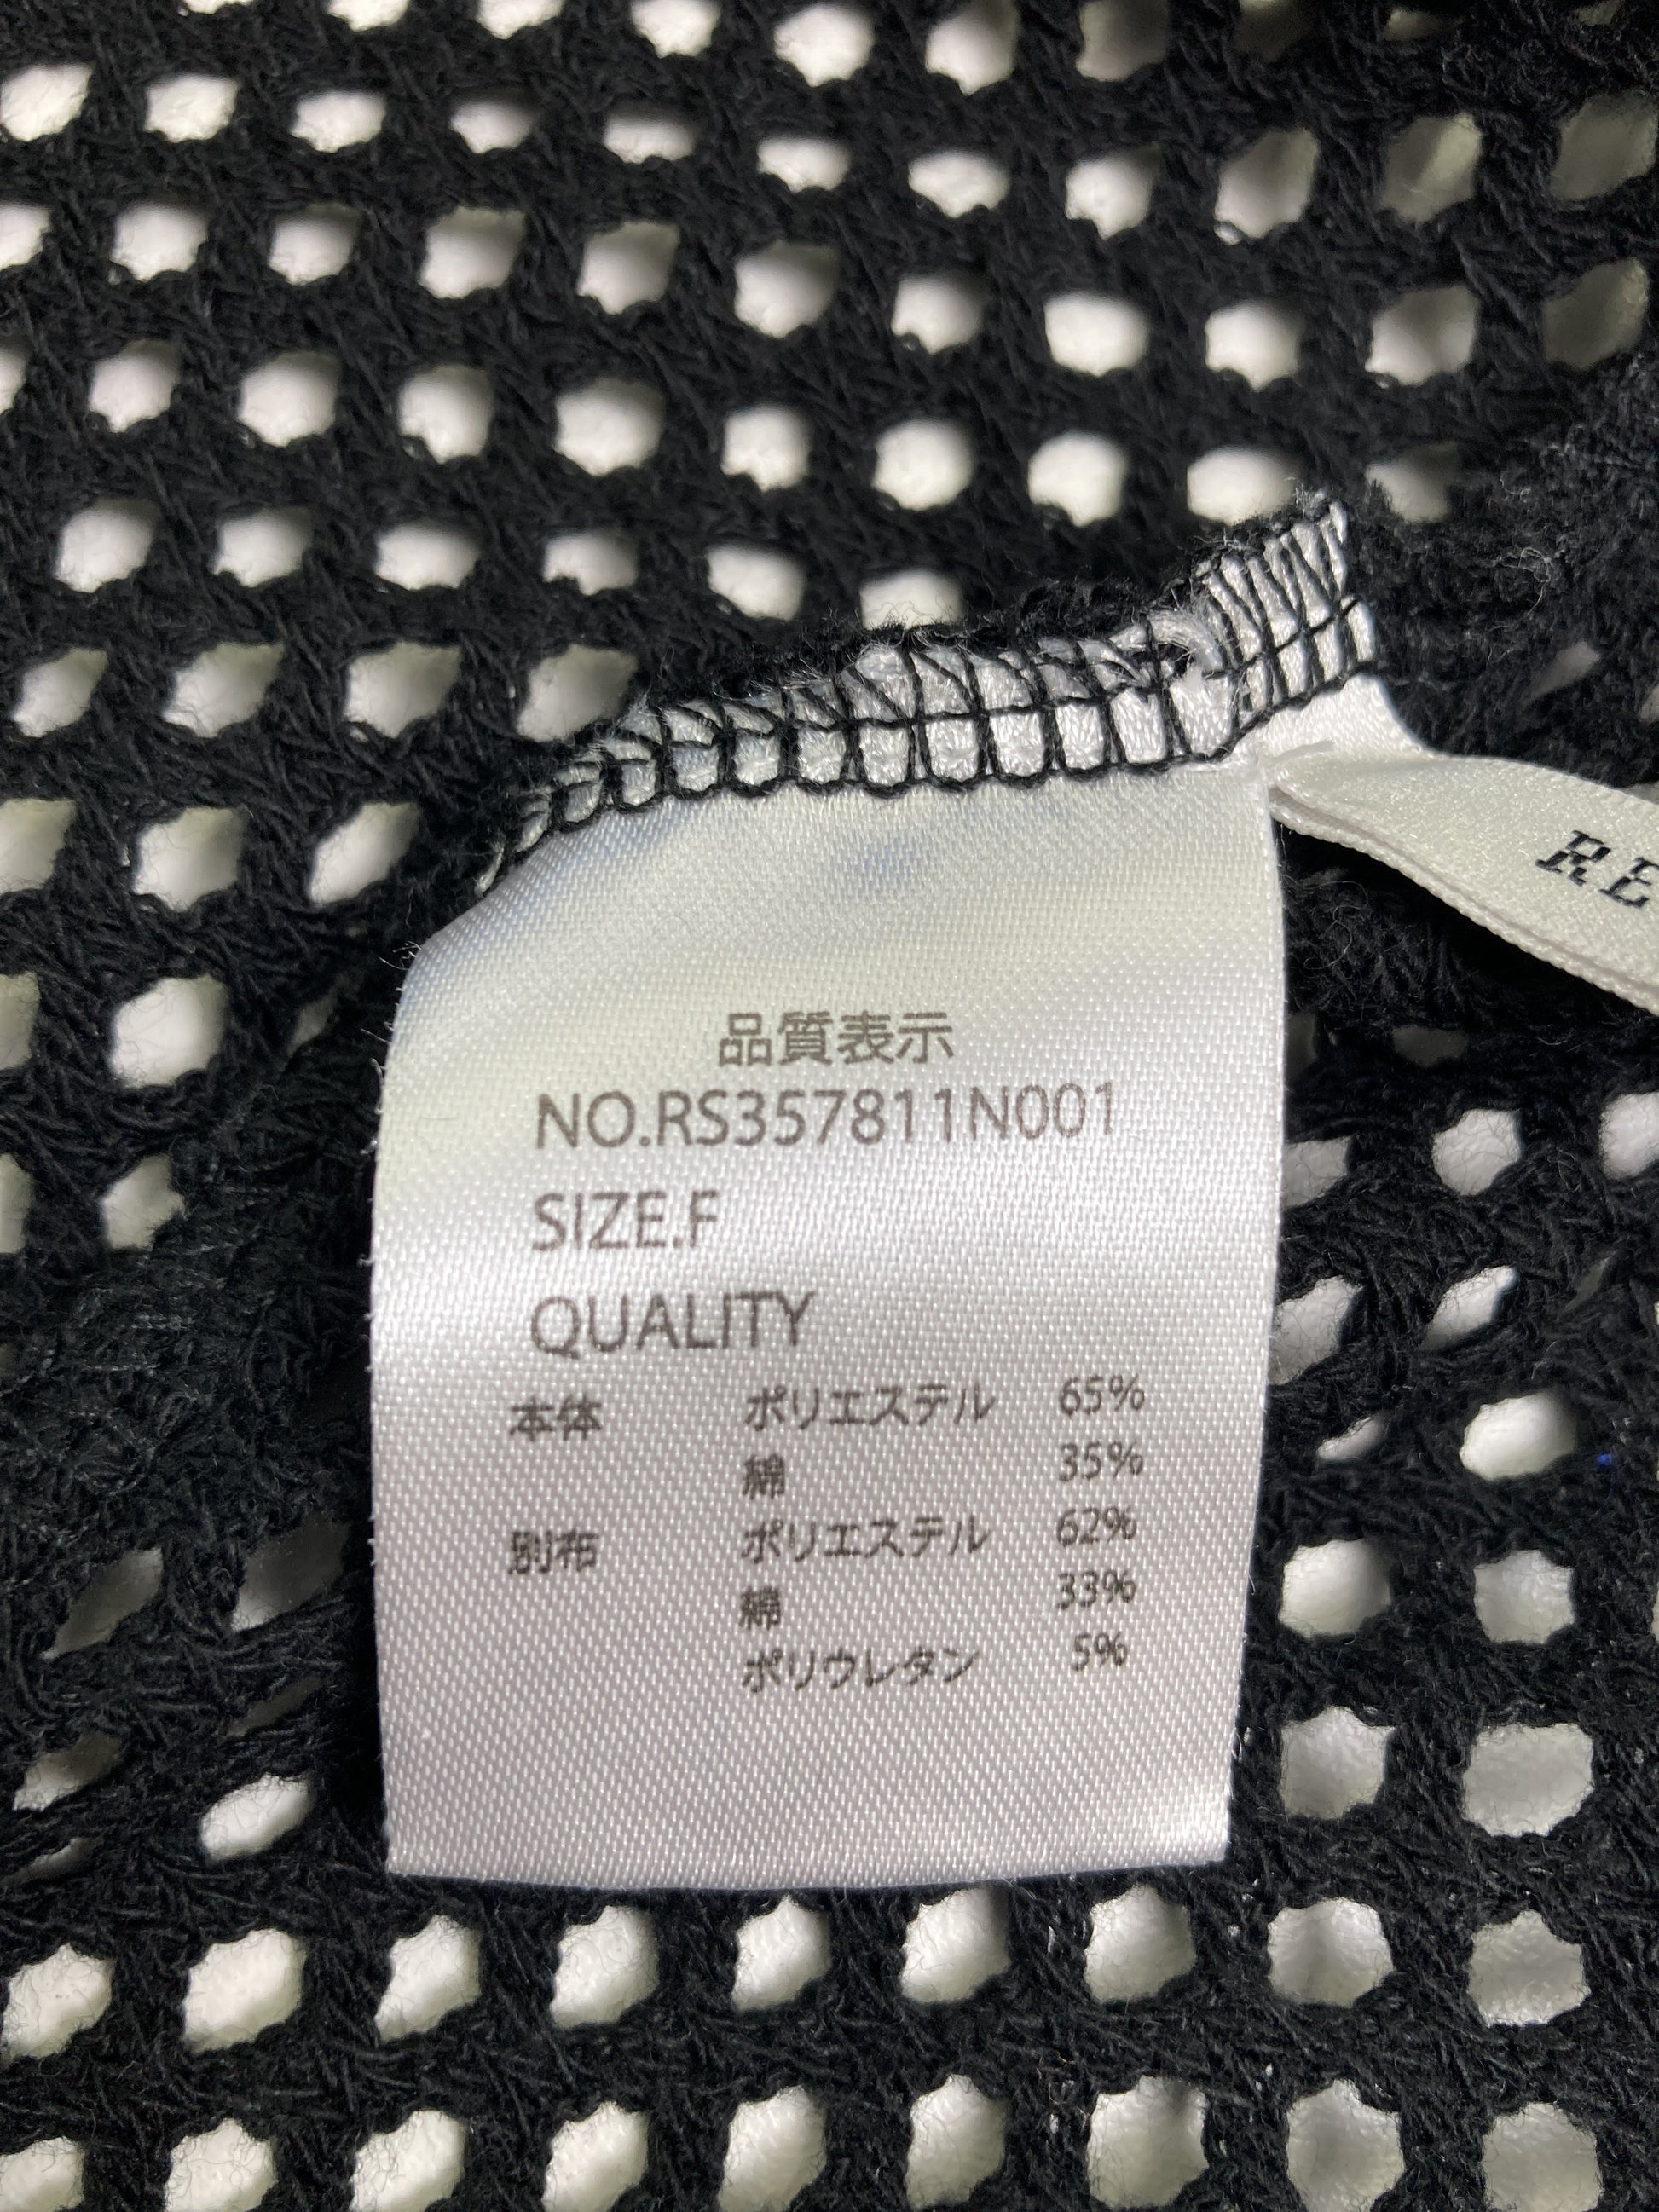 品質表示
NO.RS357811N001
SIZE.F
QUALITY
本体 ポリエステル 65%
綿 35%
別布 ポリエステル 62%
綿 33%
ポリウレタン 5%
RE